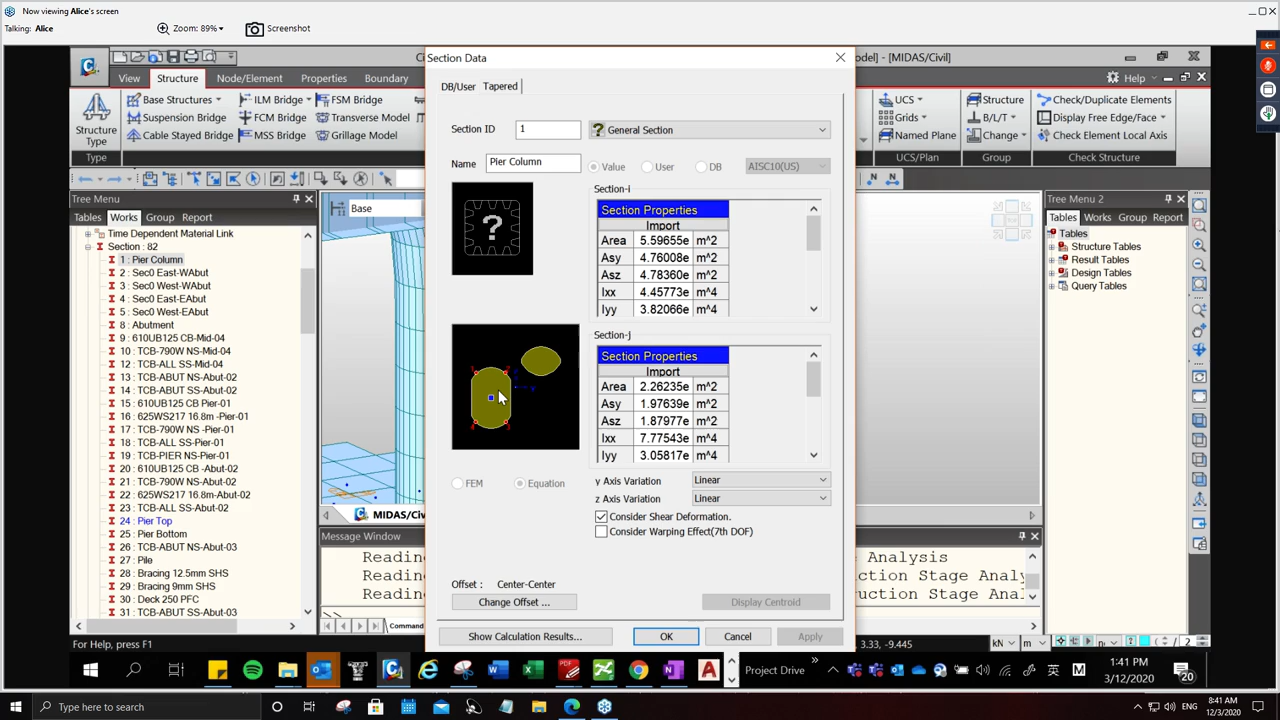 Now viewing Alice's screen
Talking: Alice
Zoom: 89%
Screenshot
Section Data
odel] - [MIDAS/Civil]
View
Structure
Node/Element
Properties
Boundary
Help
DB/User
Tapered
Base Structures
ILM Bridge
FSM Bridge
Suspension Bridge
FCM Bridge
Transverse Model
Cable Stayed Bridge
MSS Bridge
Grillage Model
Structure
Type
Type
UCS
Grids
Named Plane
UCS/Plan
Structure
B/L/T
Change
Group
Check/Duplicate Elements
Display Free Edge/Face
Check Element Local Axis
Check Structure
Section ID
1
General Section
Name
Pier Column
Value
User
DB
AISC10(US)
Tree Menu
Tables
Works
Group
Report
Base
Time Dependent Material Link
Section : 82
1 : Pier Column
2 : Sec0 East-WAbut
3 : Sec0 West-WAbut
4 : Sec0 East-EAbut
5 : Sec0 West-EAbut
8 : Abutment
9 : 610UB125 CB-Mid-04
10 : TCB-790W NS-Mid-04
12 : TCB-ALL SS-Mid-04
13 : TCB-ABUT NS-Abut-02
14 : TCB-ABUT SS-Abut-02
15 : 610UB125 CB-Pier-01
16 : 625WS217 16.8m -Pier-01
17 : TCB-790W NS-Pier-01
18 : TCB-ALL SS-Pier-01
19 : TCB-PIER NS-Pier-01
20 : 610UB125 CB-Abut-02
21 : TCB-790W NS-Abut-02
22 : 625WS217 16.8m-Abut-02
23 : TCB-ALL SS-Abut-02
24 : Pier Top
25 : Pier Bottom
26 : TCB-ABUT NS-Abut-03
27 : Pile
28 : Bracing 12.5mm SHS
29 : Bracing 9mm SHS
30 : Deck 250 PFC
31 : TCB-ABUT SS-Abut-03
Section-i
Section Properties
Import
Area 5.59655e m^2
Asy 4.76008e m^2
Asz 4.78360e m^2
Ixx 4.45773e m^4
Iyy 3.82066e m^4
Section-j
Section Properties
Import
Area 2.26235e m^2
Asy 1.97639e m^2
Asz 1.87977e m^2
Ixx 7.77543e m^4
Iyy 3.05817e m^4
FEM
Equation
y Axis Variation
Linear
z Axis Variation
Linear
Consider Shear Deformation.
Consider Warping Effect(7th DOF)
Offset :
Center-Center
Change Offset ...
Display Centroid
Show Calculation Results...
OK
Cancel
Apply
Tree Menu 2
Tables
Works
Group
Report
Tables
Structure Tables
Result Tables
Design Tables
Query Tables
MIDAS/Civil
Message Window
Readin
Readin
Readin
Analysis
ction Stage Anal
ction Stage Anal
>>
Command
For Help, press F1
3.33, -9.445
kN
m
/ 2
Project Drive
»
英
M
1:41 PM
3/12/2020
20
Type here to search
ENG
8:41 AM
12/3/2020